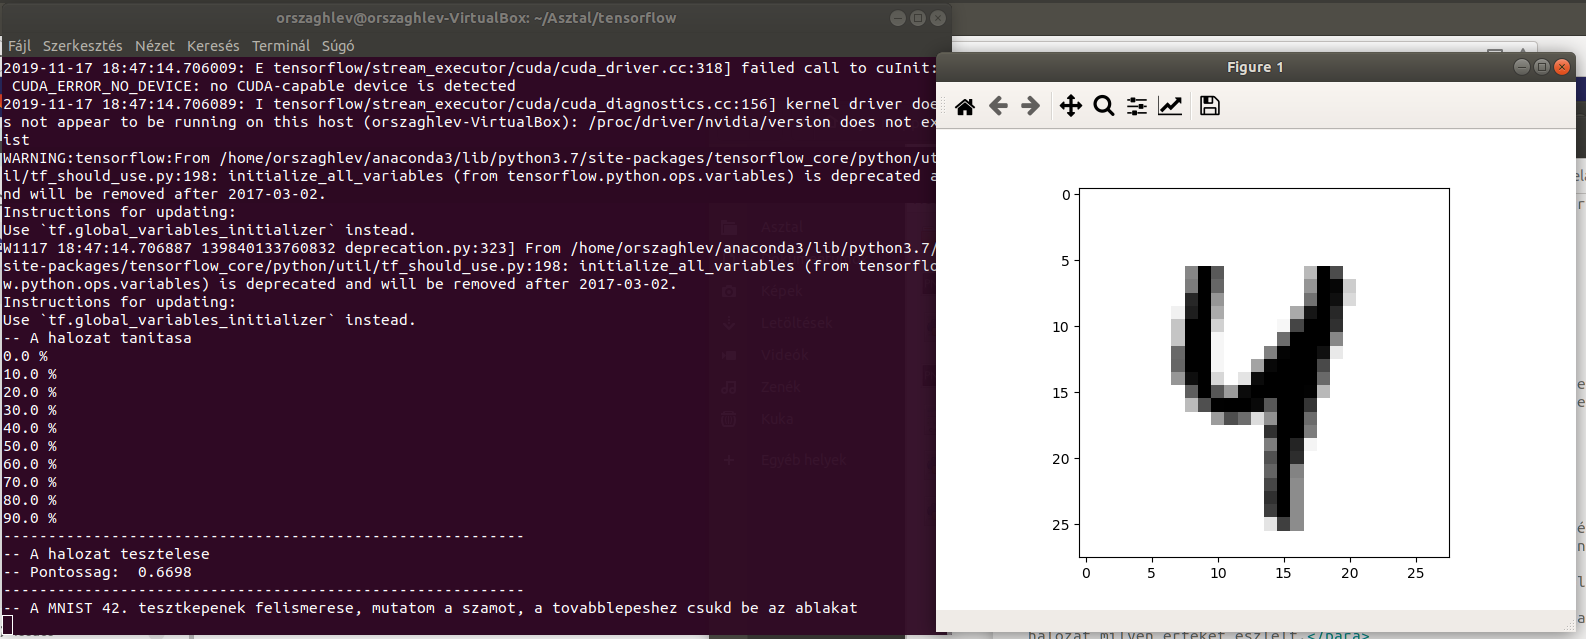 orszaghlev@orszaghlev-VirtualBox: ~/Asztal/tensorflow
Fájl Szerkesztés Nézet Keresés Terminál Súgó
2019-11-17 18:47:14.706009: E tensorflow/stream_executor/cuda/cuda_driver.cc:318] failed call to cuInit:
CUDA_ERROR_NO_DEVICE: no CUDA-capable device is detected
2019-11-17 18:47:14.706089: I tensorflow/stream_executor/cuda/cuda_diagnostics.cc:156] kernel driver doe
s not appear to be running on this host (orszaghlev-VirtualBox): /proc/driver/nvidia/version does not ex
ist
WARNING:tensorflow:From /home/orszaghlev/anaconda3/lib/python3.7/site-packages/tensorflow_core/python/ut
il/tf_should_use.py:198: initialize_all_variables (from tensorflow.python.ops.variables) is deprecated a
nd will be removed after 2017-03-02.
Instructions for updating:
Use `tf.global_variables_initializer` instead.
W1117 18:47:14.706887 139840133760832 deprecation.py:323] From /home/orszaghlev/anaconda3/lib/python3.7/
site-packages/tensorflow_core/python/util/tf_should_use.py:198: initialize_all_variables (from tensorflo
w.python.ops.variables) is deprecated and will be removed after 2017-03-02.
Instructions for updating:
Use `tf.global_variables_initializer` instead.
-- A halozat tanitasa
0.0 %
10.0 %
20.0 %
30.0 %
40.0 %
50.0 %
60.0 %
70.0 %
80.0 %
90.0 %
----------------------------------------------------------
-- A halozat tesztelese
-- Pontossag:  0.6698
----------------------------------------------------------
-- A MNIST 42. tesztkepenek felismerese, mutatom a szamot, a tovabblepeshez csukd be az ablakat
Asztal
Képek
Letöltések
Videók
Zenék
Kuka
Egyéb helyek
Figure 1
0
5
10
15
20
25
0 5 10 15 20 25
halozat milyen erteket eszlelt.</para>